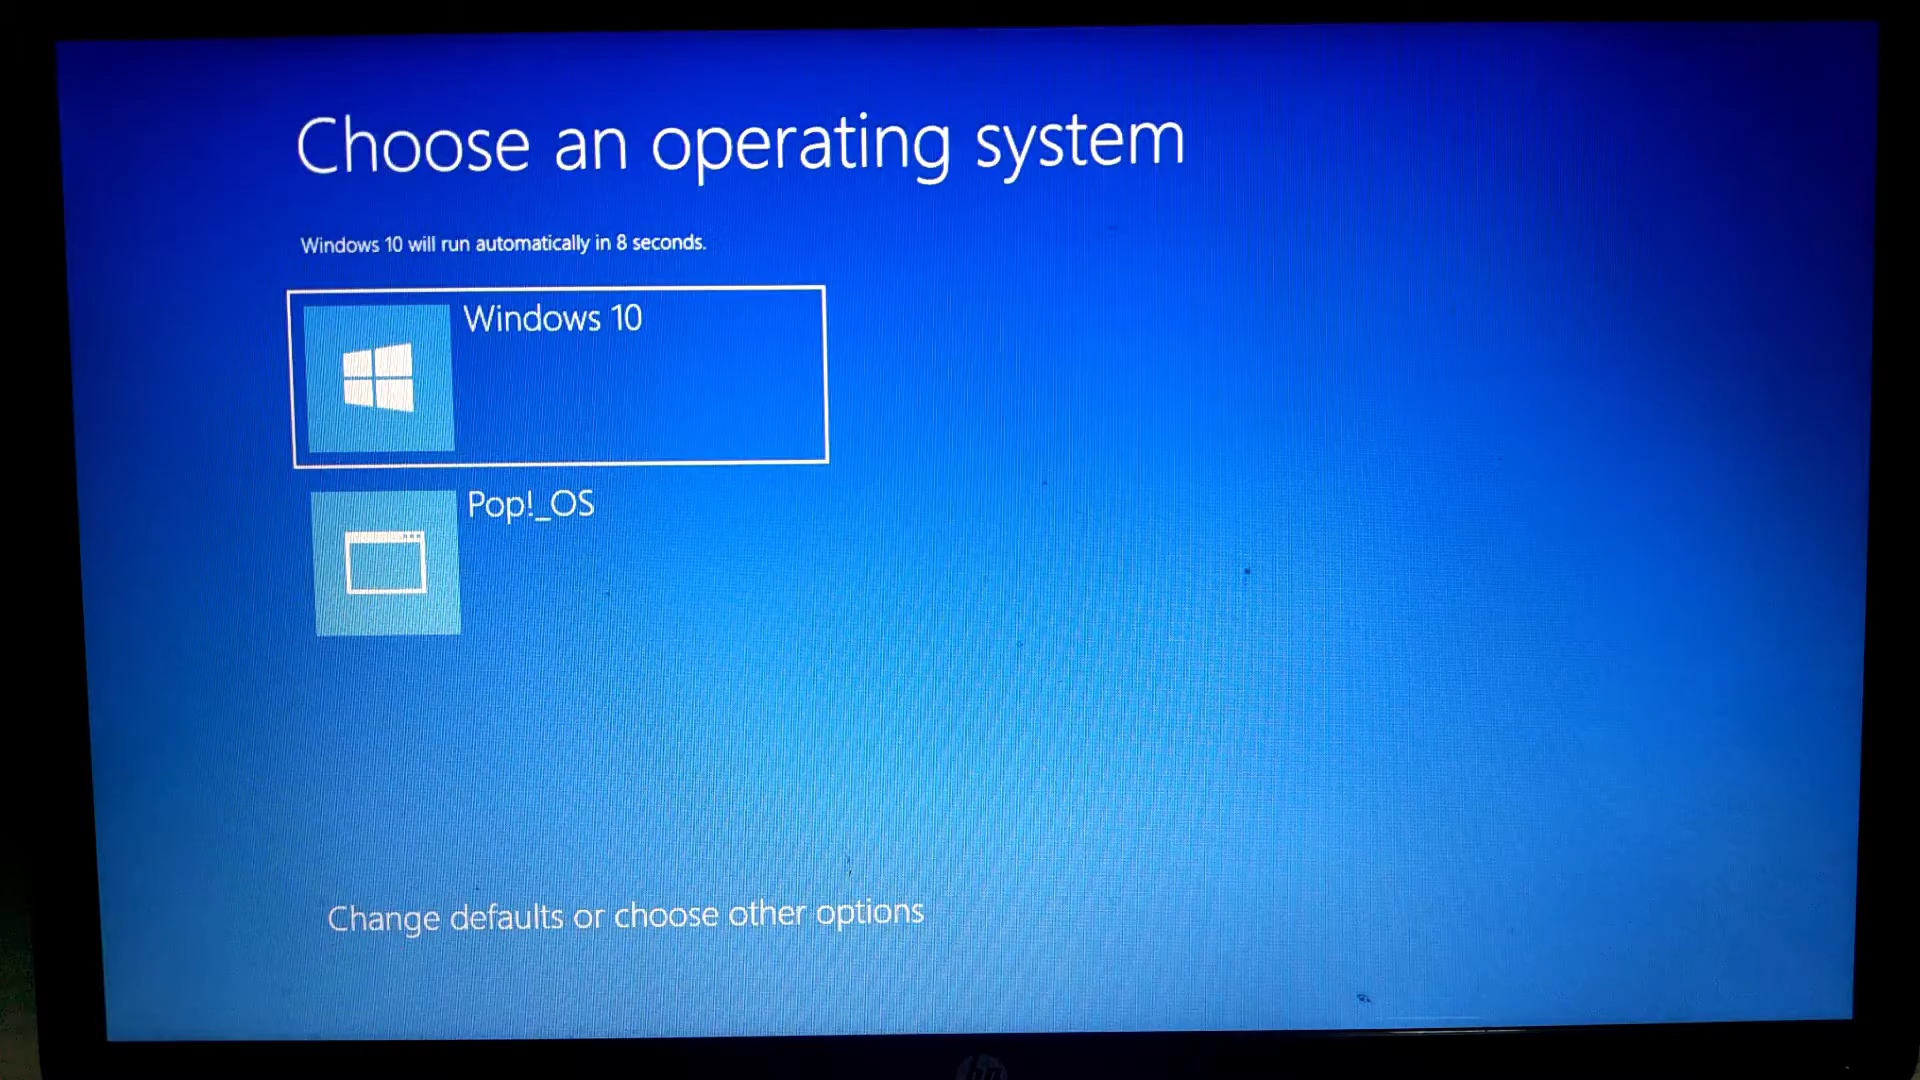 Choose an operating system
Windows 10 will run automatically in 8 seconds.
Windows 10
Pop!_OS
Change defaults or choose other options
hp